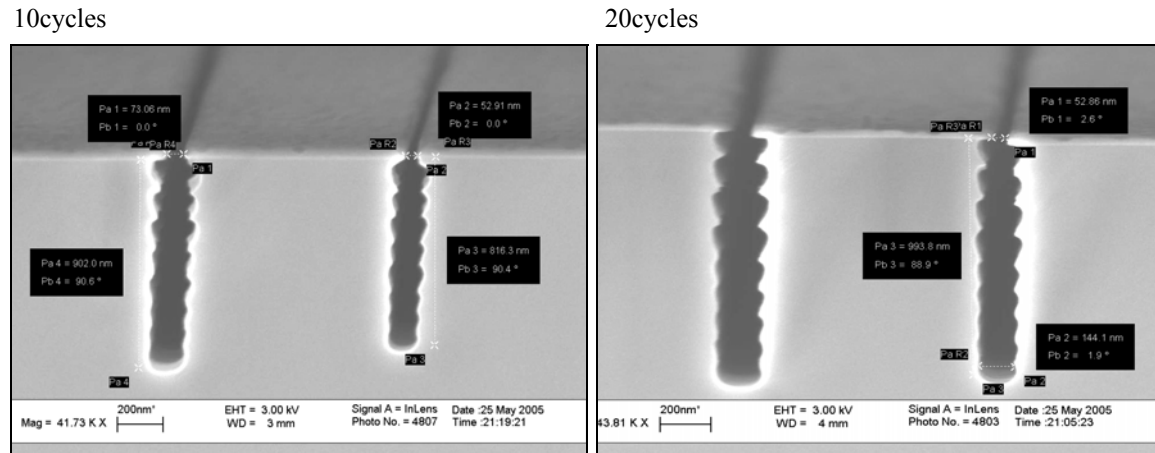 10cycles
20cycles
Pa 1 = 73.06 nm
Pb 1 = 0.0 °
Pa 2 = 52.91 nm
Pb 2 = 0.0 °
Pa R4
Pa 1
Pa R2
Pa R3
Pa 2
Pa 4 = 902.0 nm
Pb 4 = 90.6 °
Pa 3 = 816.3 nm
Pb 3 = 90.4 °
Pa 4
Pa 3
200nm*
Mag = 41.73 K X
EHT = 3.00 kV
WD = 3 mm
Signal A = InLens
Photo No. = 4807
Date :25 May 2005
Time :21:19:21
Pa 1 = 52.86 nm
Pb 1 = 2.6 °
Pa R3*a R1
Pa 1
Pa 3 = 993.8 nm
Pb 3 = 88.9 °
Pa 2 = 144.1 nm
Pb 2 = 1.9 °
Pa R2
Pa 3
Pa 2
200nm*
43.81 K X
EHT = 3.00 kV
WD = 4 mm
Signal A = InLens
Photo No. = 4803
Date :25 May 2005
Time :21:05:23